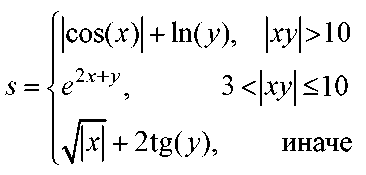 |cos(x)| + ln(y), |xy| > 10
s = { e^{2x+y}, 3 < |xy| ≤ 10
√|x| + 2tg(y), иначе